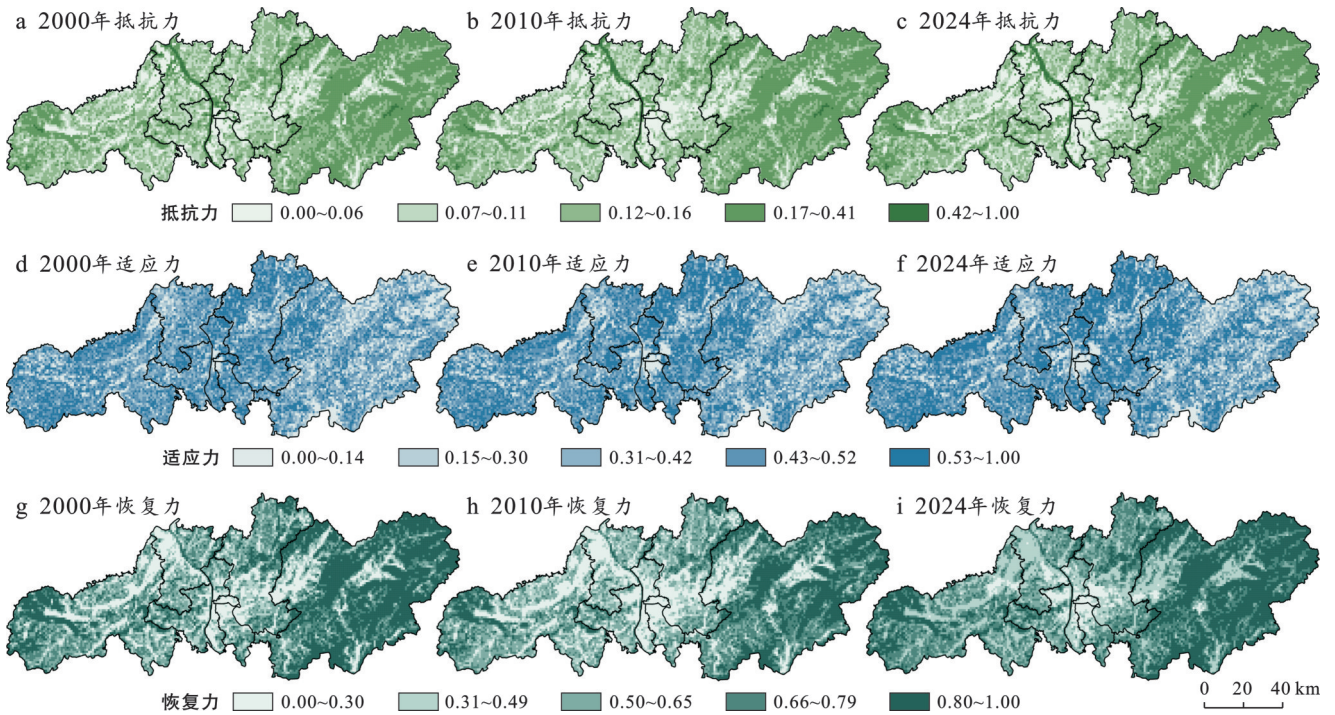 a 2000年抵抗力 b 2010年抵抗力 c 2024年抵抗力
抵抗力 0.00~0.06 0.07~0.11 0.12~0.16 0.17~0.41 0.42~1.00
d 2000年适应力 e 2010年适应力 f 2024年适应力
适应力 0.00~0.14 0.15~0.30 0.31~0.42 0.43~0.52 0.53~1.00
g 2000年恢复力 h 2010年恢复力 i 2024年恢复力
恢复力 0.00~0.30 0.31~0.49 0.50~0.65 0.66~0.79 0.80~1.00
0 20 40 km